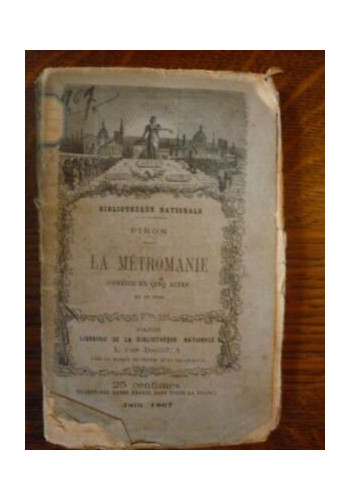 BIBLIOTHÈQUE NATIONALE
PIRON
LA MÉTROMANIE
COMÉDIE EN CINQ ACTES
PARIS
LIBRAIRIE DE LA BIBLIOTHÈQUE NATIONALE
25 centimes
Juin 1867